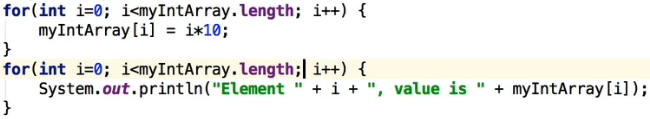 for(int i=0; i<myIntArray.length; i++) {
    myIntArray[i] = i*10;
}
for(int i=0; i<myIntArray.length; i++) {
    System.out.println("Element " + i + ", value is " + myIntArray[i]);
}